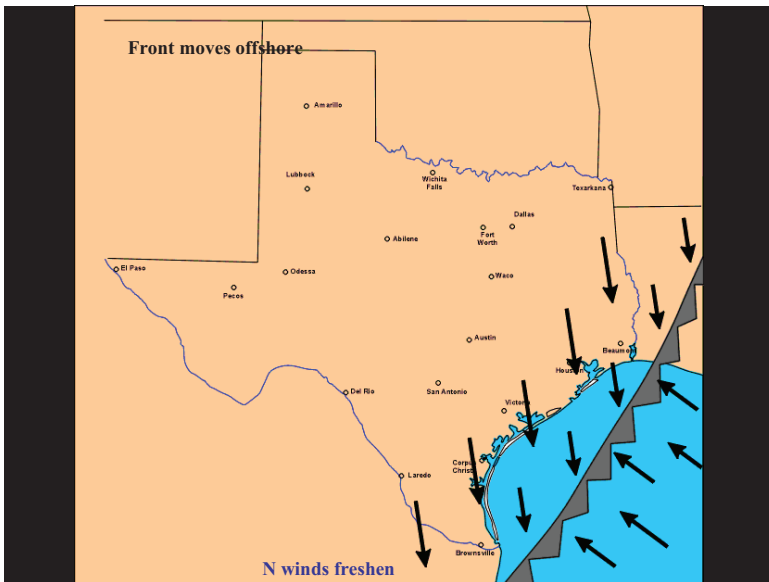 Front moves offshore
Amarillo
Lubbock
Wichita
Falls
Texarkana
Dallas
Fort
Worth
Abilene
El Paso
Odessa
Waco
Pecos
Austin
Beaumont
Houston
San Antonio
Del Rio
Victoria
Corpus
Christi
Laredo
Brownsville
N winds freshen